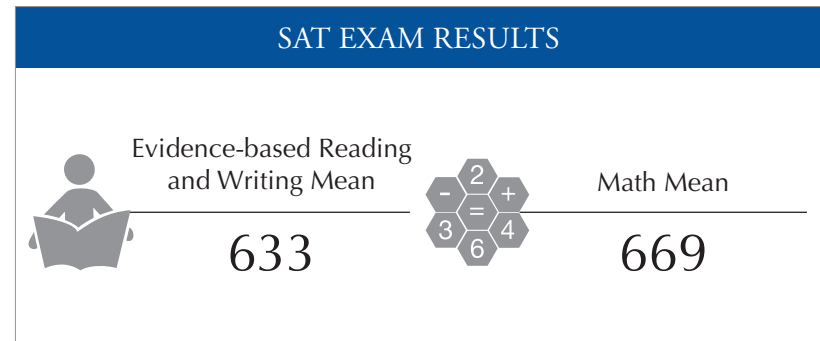 SAT EXAM RESULTS
Evidence-based Reading
and Writing Mean
633
2
- +
=
3 4
6
Math Mean
669